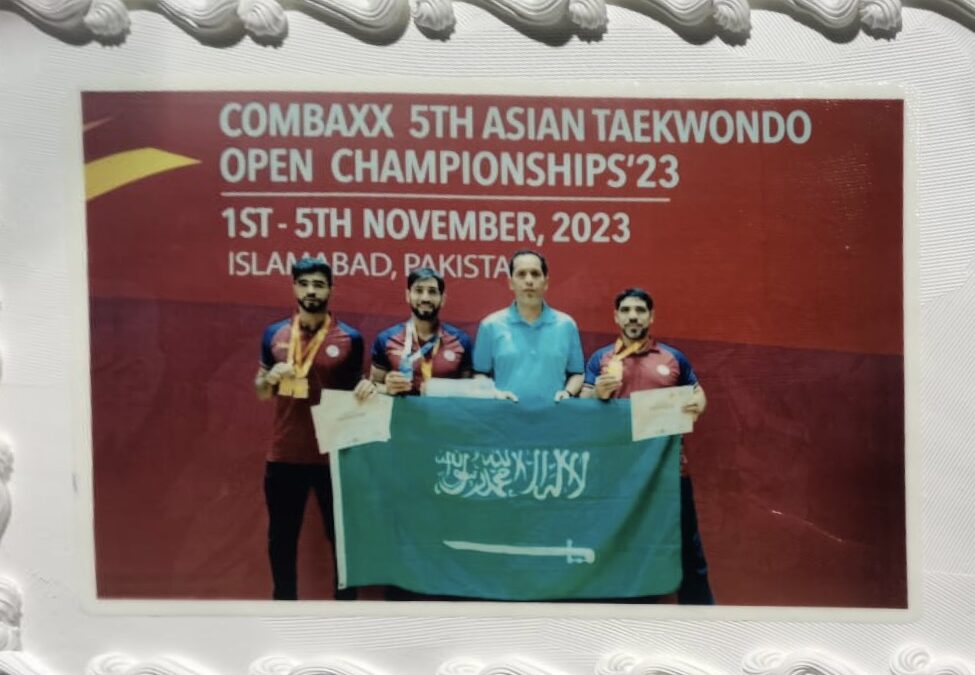 COMBAXX 5TH ASIAN TAEKWONDO
OPEN CHAMPIONSHIPS'23
1ST - 5TH NOVEMBER, 2023
ISLAMABAD, PAKISTA
لا إله إلا الله محمد رسول الله